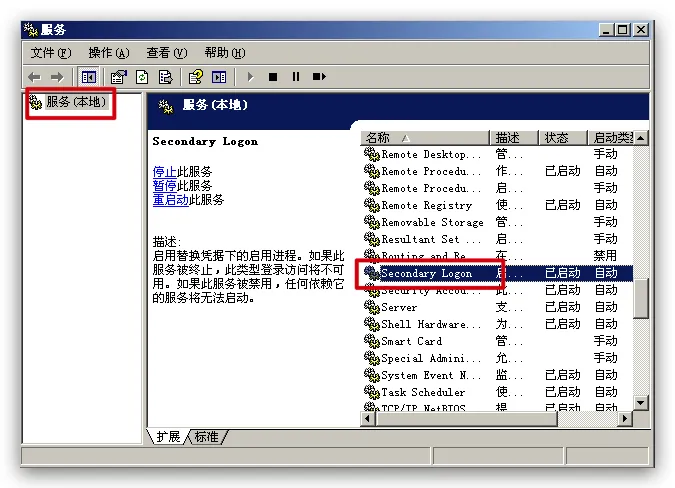 服务
文件(F) 操作(A) 查看(V) 帮助(H)
服务(本地)
服务(本地)
Secondary Logon
停止此服务
暂停此服务
重启动此服务
描述:
启用替换凭据下的启用进程。如果此
服务被终止，此类型登录访问将不可
用。如果此服务被禁用，任何依赖它
的服务将无法启动。
名称 描述 状态 启动类
Remote Desktop... 管... 手动
Remote Procedu... 作... 已启动 自动
Remote Procedu... 启... 手动
Remote Registry 使... 已启动 自动
Removable Storage 管... 手动
Resultant Set ... 启... 手动
Routing and Re... 在... 禁用
Secondary Logon 启... 已启动 自动
Security Accou... 此... 已启动 自动
Server 支... 已启动 自动
Shell Hardware... 为... 已启动 自动
Smart Card 管... 手动
Special Admini... 允... 手动
System Event N... 监... 已启动 自动
Task Scheduler 使... 已启动 自动
TCP/IP NetBIOS 提... 已启动 自动
扩展 标准